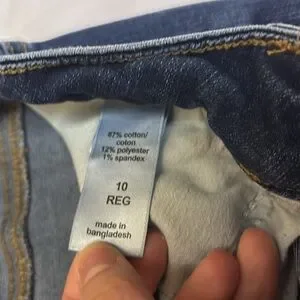 87% cotton/
coton
12% polyester
1% spandex
10
REG
made in
bangladesh